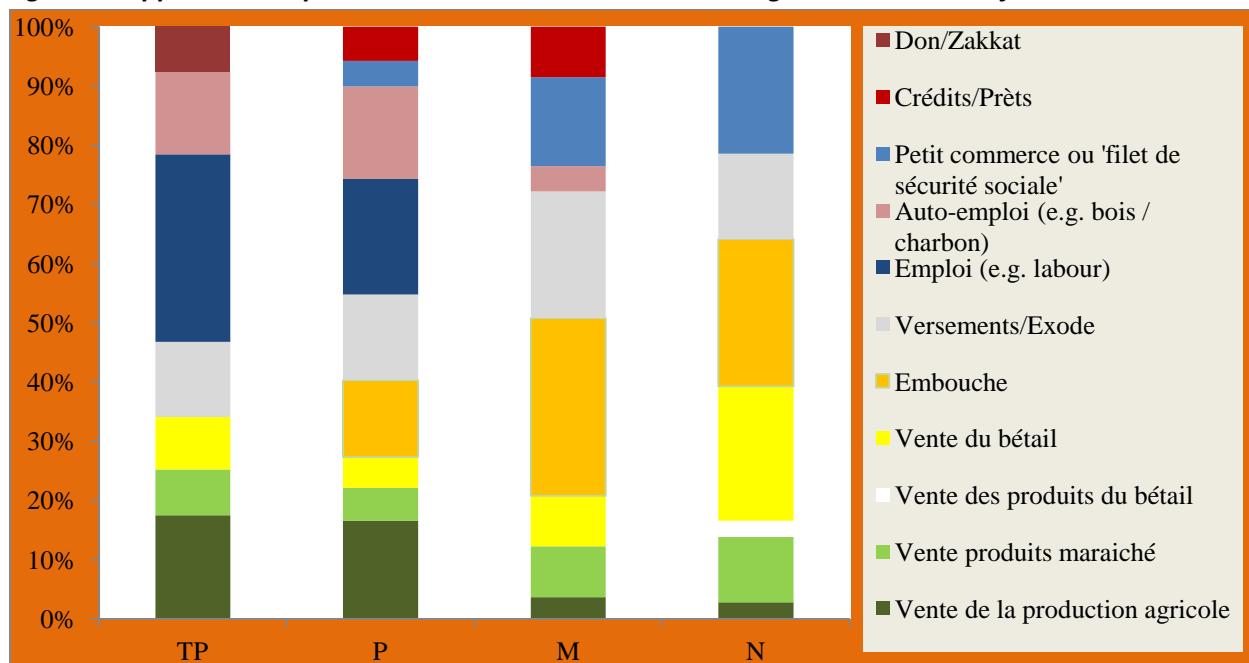 100%
90%
80%
70%
60%
50%
40%
30%
20%
10%
0%
TP P M N
Don/Zakkat
Crédits/Prèts
Petit commerce ou 'filet de
sécurité sociale'
Auto-emploi (e.g. bois /
charbon)
Emploi (e.g. labour)
Versements/Exode
Embouche
Vente du bétail
Vente des produits du bétail
Vente produits maraiché
Vente de la production agricole